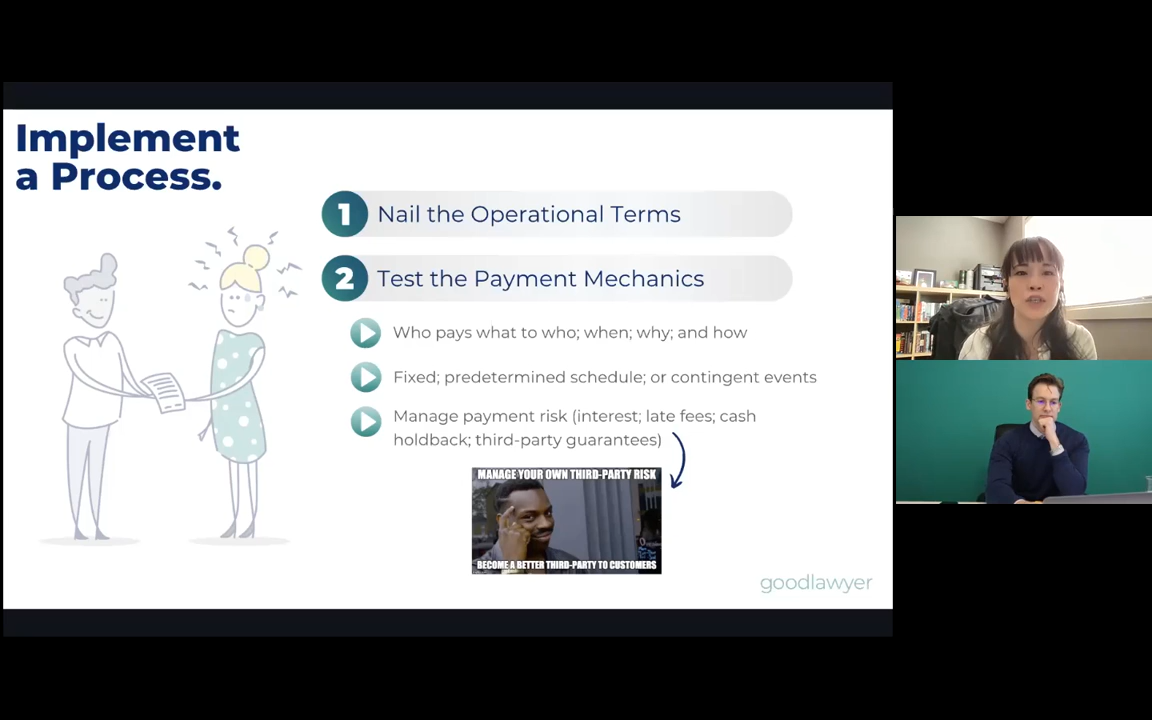 Implement
a Process.
1 Nail the Operational Terms
2 Test the Payment Mechanics
Who pays what to who; when; why; and how
Fixed; predetermined schedule; or contingent events
Manage payment risk (interest; late fees; cash
holdback; third-party guarantees)
MANAGE YOUR OWN THIRD-PARTY RISK
BECOME A BETTER THIRD-PARTY TO CUSTOMERS
goodlawyer